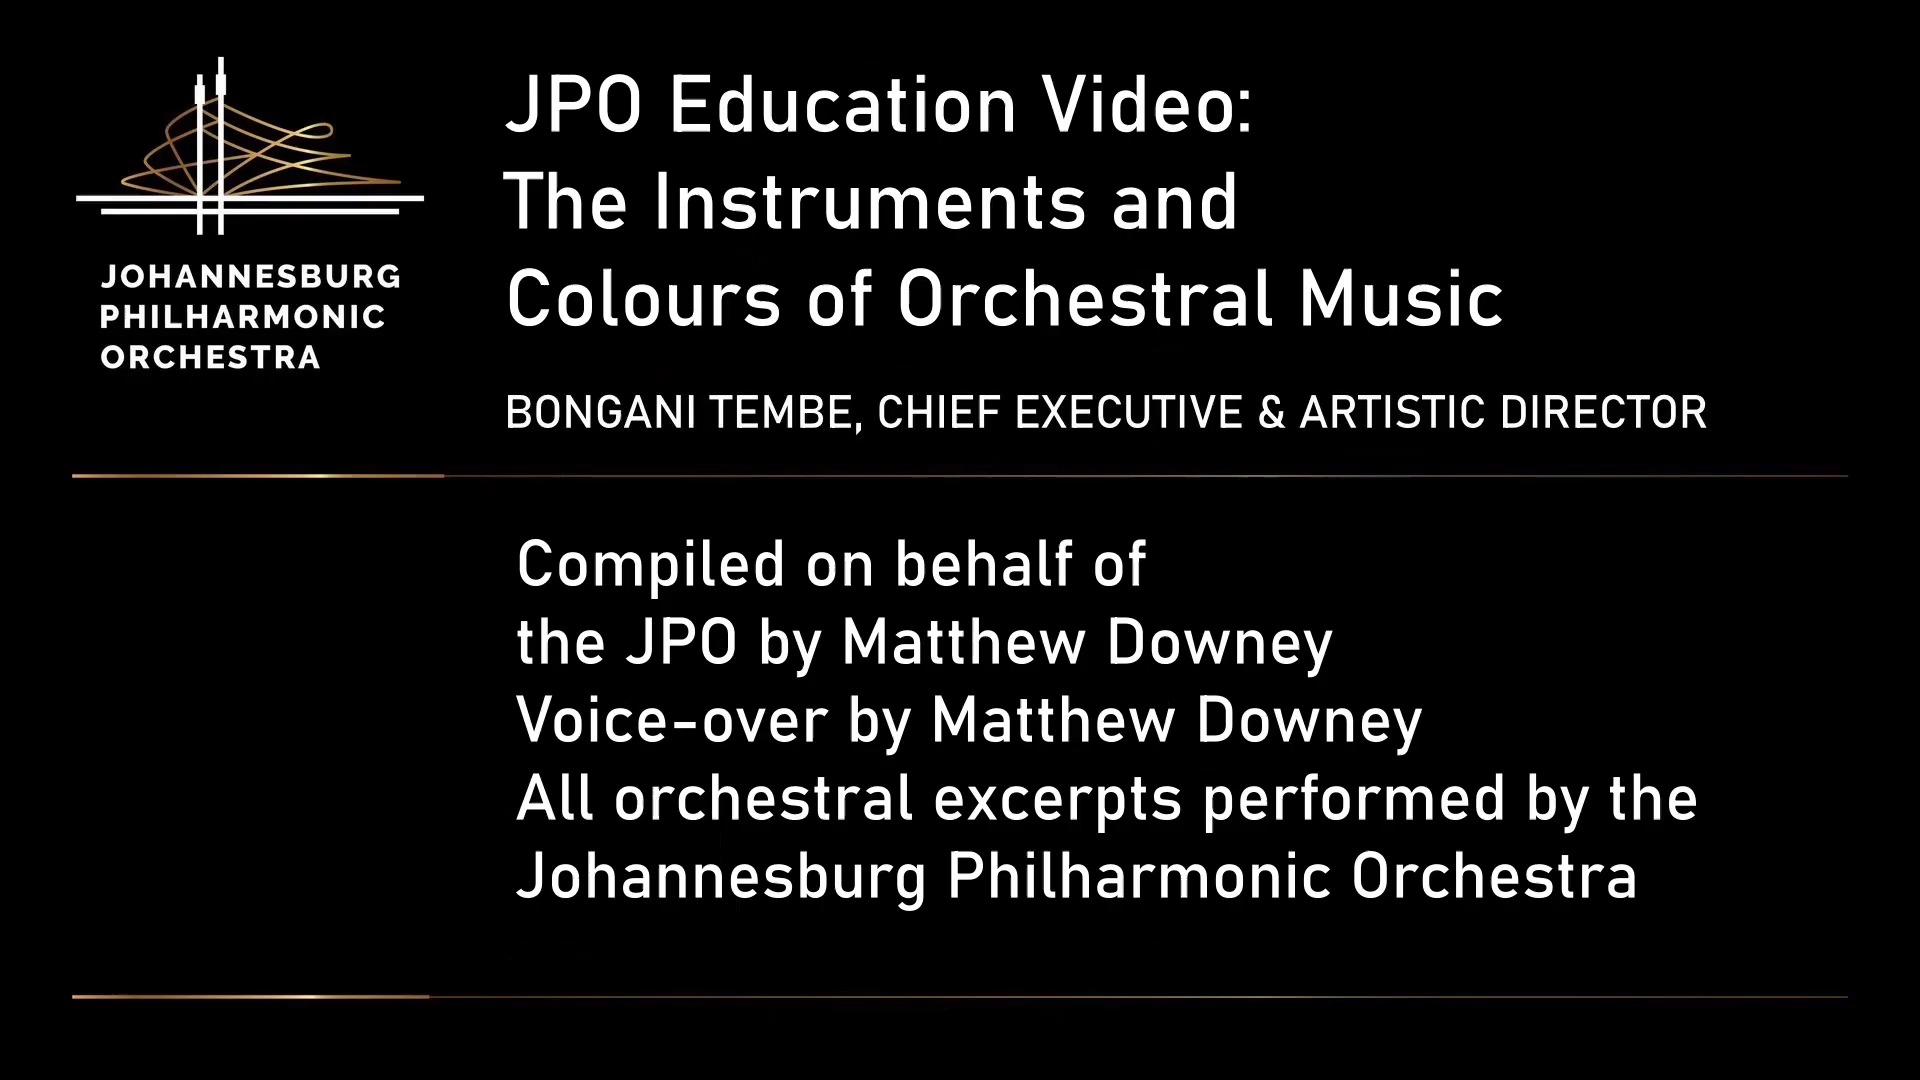 JOHANNESBURG
PHILHARMONIC
ORCHESTRA
JPO Education Video:
The Instruments and
Colours of Orchestral Music
BONGANI TEMBE, CHIEF EXECUTIVE & ARTISTIC DIRECTOR
Compiled on behalf of
the JPO by Matthew Downey
Voice-over by Matthew Downey
All orchestral excerpts performed by the
Johannesburg Philharmonic Orchestra